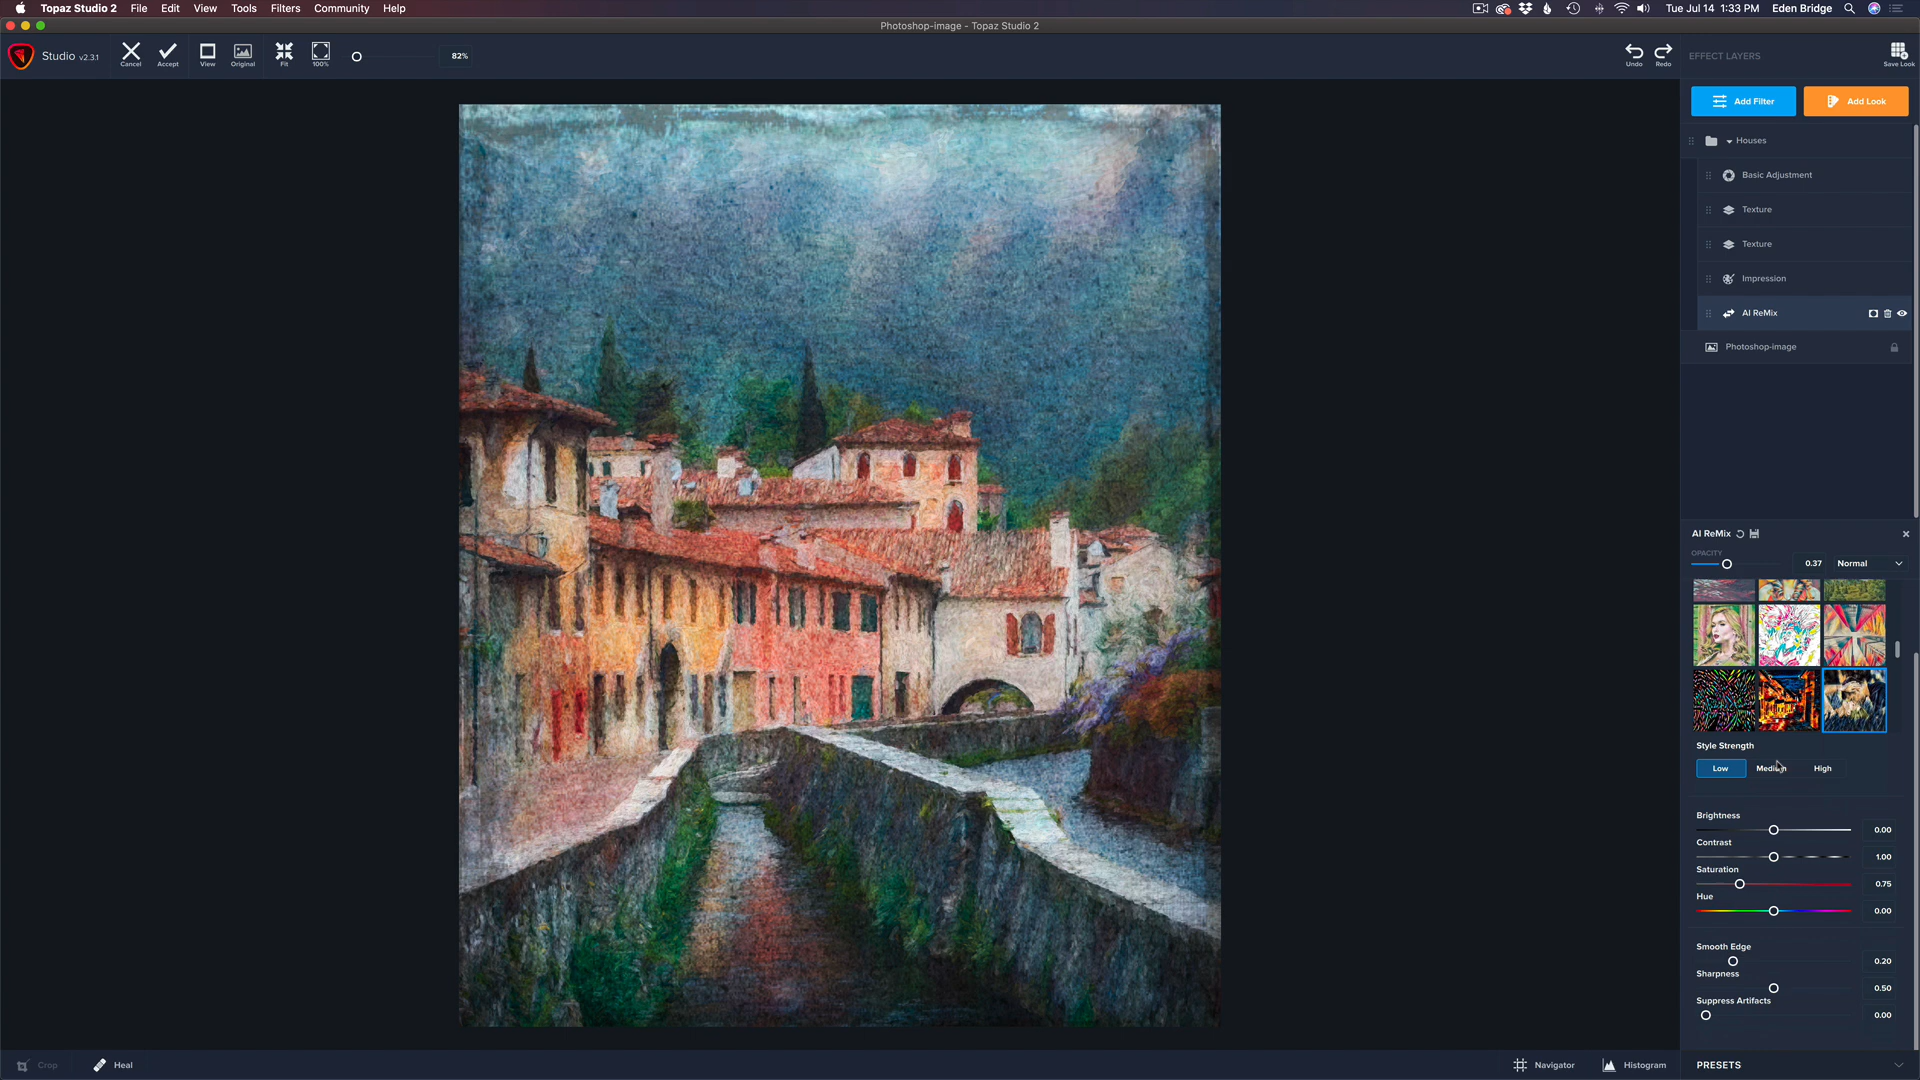 Topaz Studio 2 File Edit View Tools Filters Community Help Tue Jul 14 1:33 PM Eden Bridge
Photoshop-image - Topaz Studio 2
Studio v2.3.1 Cancel Accept View Original Fit 100% 82% Undo Redo EFFECT LAYERS Save Look
Add Filter Add Look
Houses
Basic Adjustment
Texture
Texture
Impression
AI ReMix
Photoshop-image
AI ReMix
OPACITY
0.37 Normal
Style Strength
Low Medium High
Brightness
0.00
Contrast
1.00
Saturation
0.75
Hue
0.00
Smooth Edge
0.20
Sharpness
0.50
Suppress Artifacts
0.00
Crop Heal Navigator Histogram PRESETS